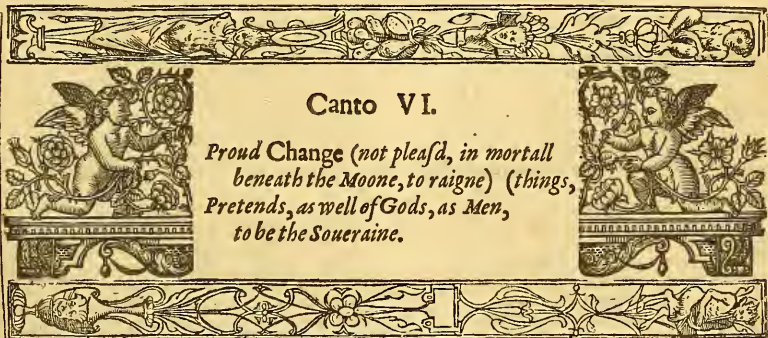 Canto VI.
Proud Change (not pleaſd, in mortall
beneath the Moone, to raigne) (things,
Pretends, as well of Gods, as Men,
to be the Soueraine.